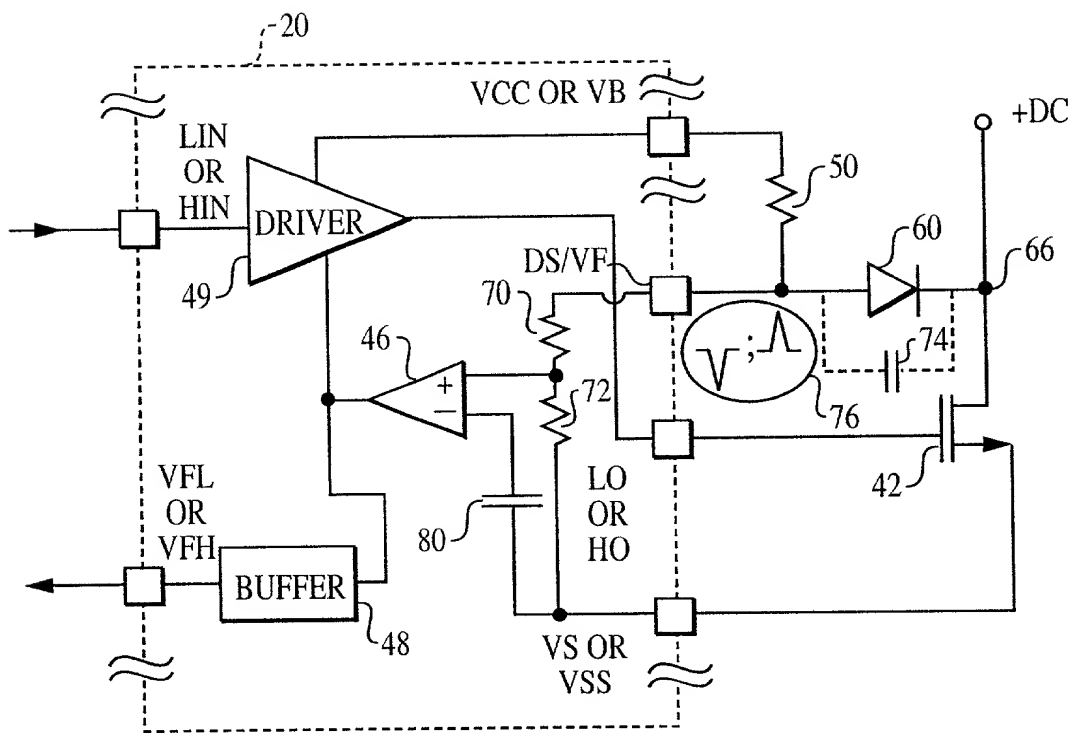 20
VCC OR VB
+DC
LIN
OR
HIN
DRIVER
50
49
DS/VF
60
66
70
46
+
−
72
;
74
76
42
VFL
OR
VFH
80
LO
OR
HO
BUFFER
48
VS OR
VSS